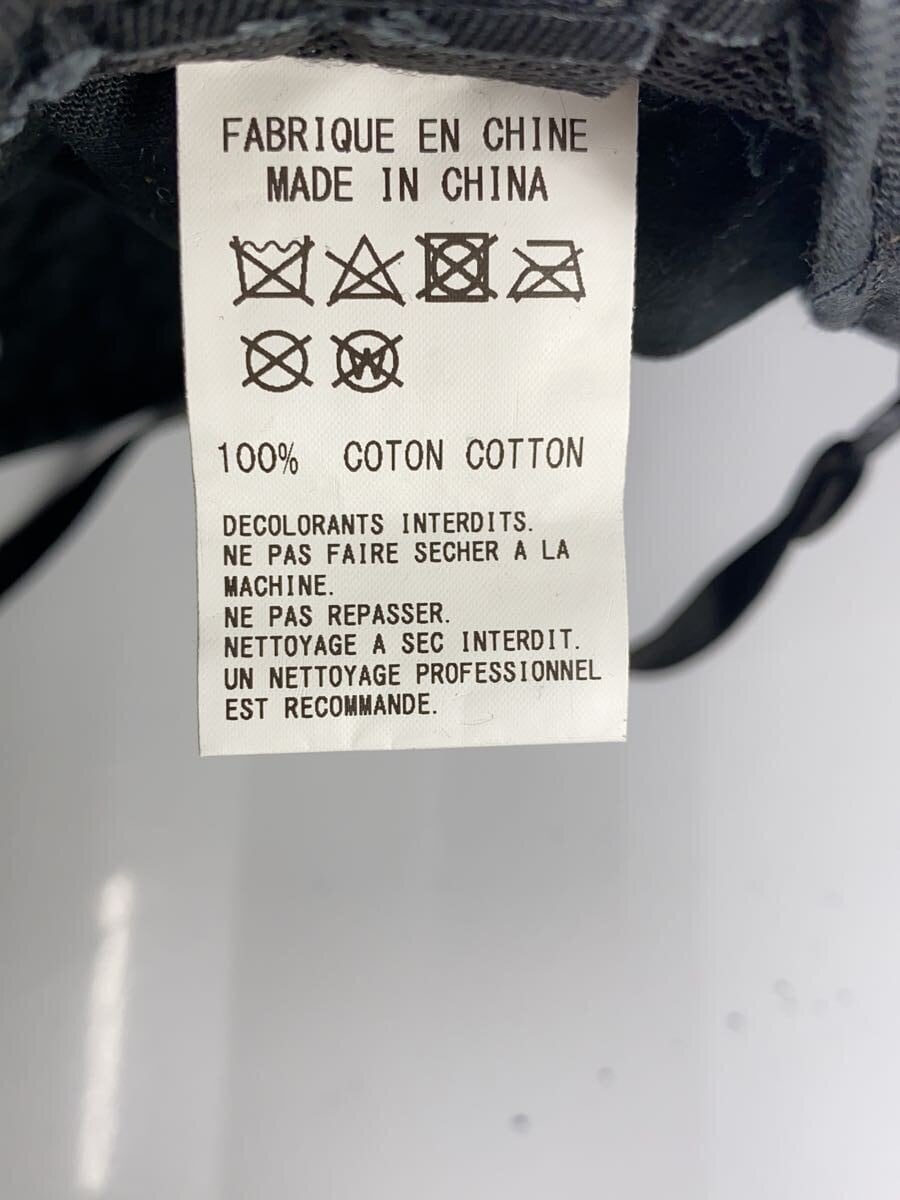 FABRIQUE EN CHINE
MADE IN CHINA
W
100% COTON COTTON
DECOLORANTS INTERDITS.
NE PAS FAIRE SECHER A LA
MACHINE.
NE PAS REPASSER.
NETTOYAGE A SEC INTERDIT.
UN NETTOYAGE PROFESSIONNEL
EST RECOMMANDE.